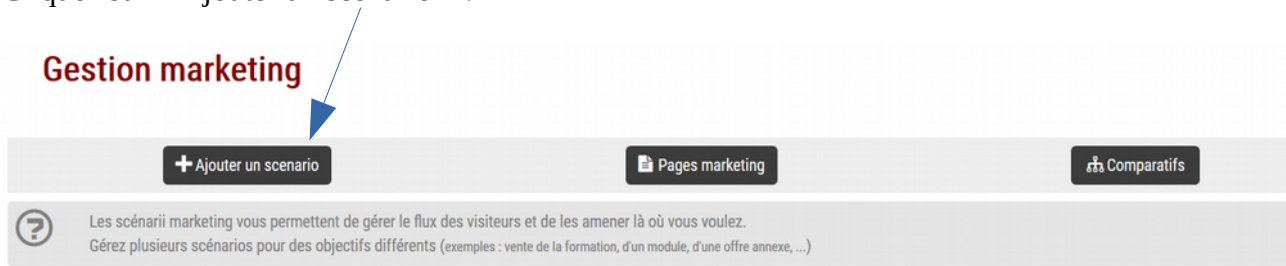 Gestion marketing
Ajouter un scenario
Pages marketing
Comparatifs
Les scénarii marketing vous permettent de gérer le flux des visiteurs et de les amener là où vous voulez.
Gérez plusieurs scénarios pour des objectifs différents (exemples : vente de la formation, d'un module, d'une offre annexe, ...)